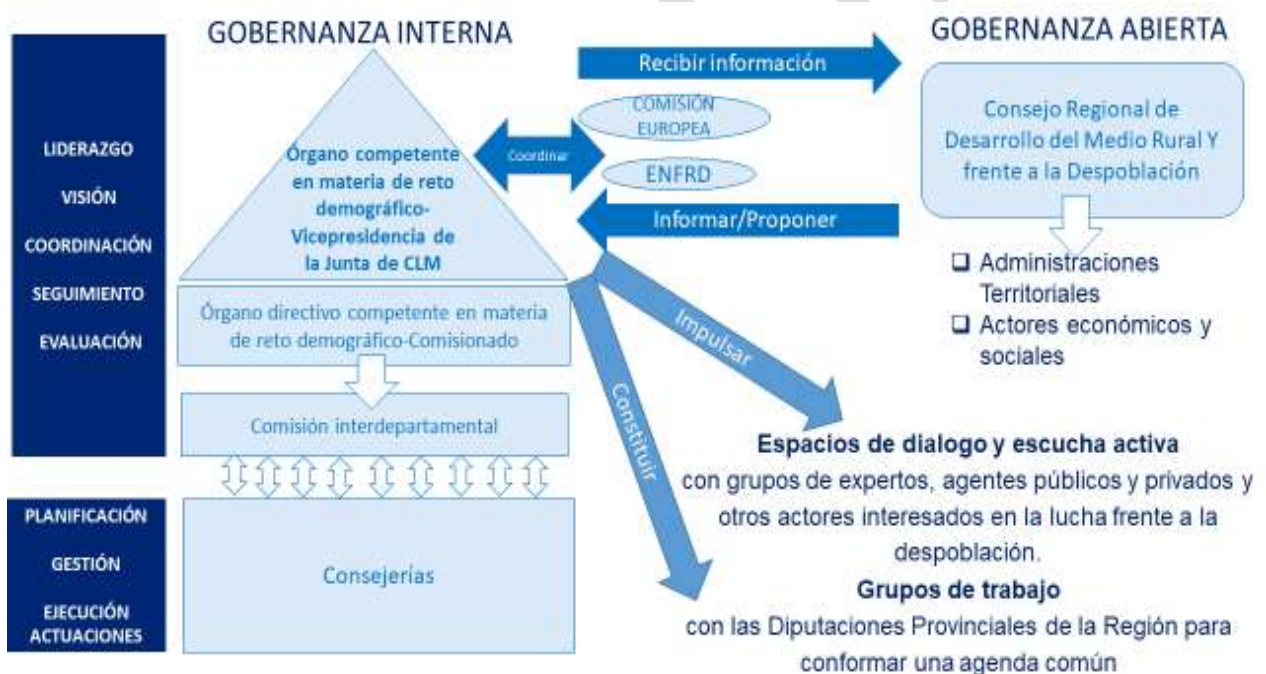 GOBERNANZA INTERNA
GOBERNANZA ABIERTA
LIDERAZGO
VISIÓN
COORDINACIÓN
SEGUIMIENTO
EVALUACIÓN
Órgano competente
en materia de reto
demográfico-
Vicepresidencia de
la Junta de CLM
Órgano directivo competente en materia
de reto demográfico-Comisionado
Comisión interdepartamental
PLANIFICACIÓN
GESTIÓN
EJECUCIÓN
ACTUACIONES
Consejerías
Recibir información
COMISIÓN
EUROPEA
Coordinar
ENFRD
Informar/Proponer
Consejo Regional de
Desarrollo del Medio Rural Y
frente a la Despoblación
❑ Administraciones
Territoriales
❑ Actores económicos y
sociales
Impulsar
Constituir
Espacios de dialogo y escucha activa
con grupos de expertos, agentes públicos y privados y
otros actores interesados en la lucha frente a la
despoblación.
Grupos de trabajo
con las Diputaciones Provinciales de la Región para
conformar una agenda común